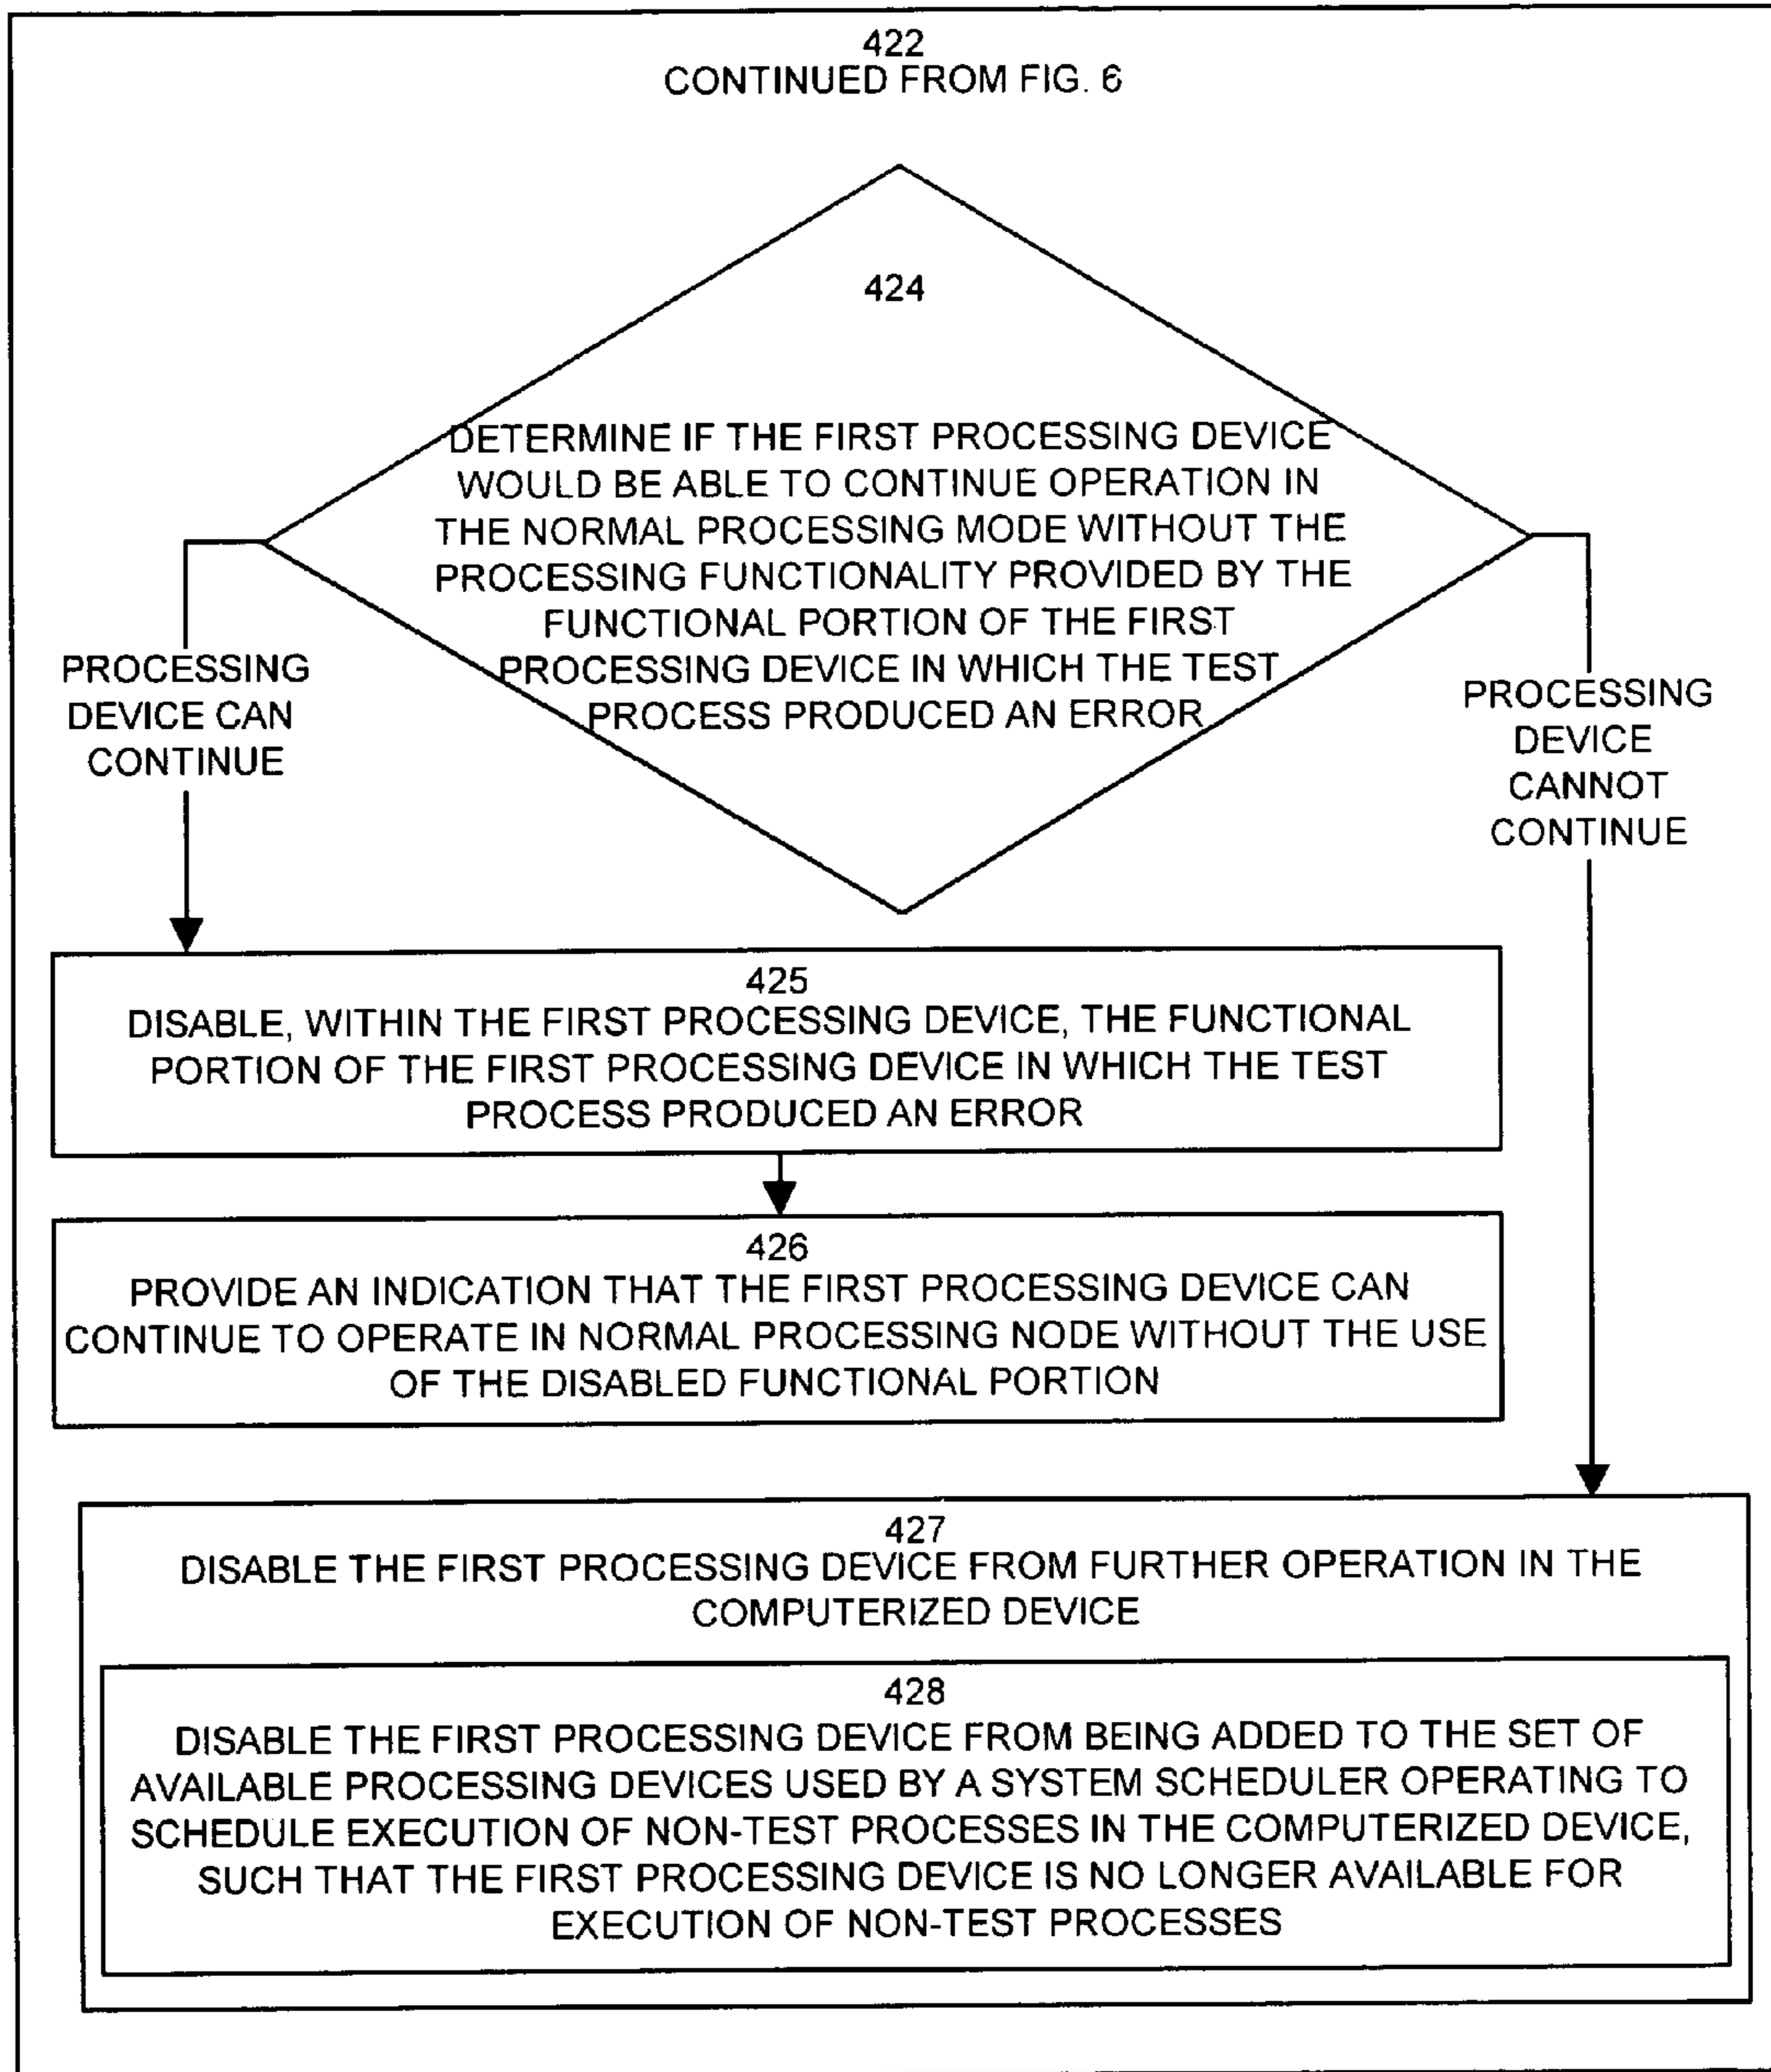 422
CONTINUED FROM FIG. 6
424
DETERMINE IF THE FIRST PROCESSING DEVICE
WOULD BE ABLE TO CONTINUE OPERATION IN
THE NORMAL PROCESSING MODE WITHOUT THE
PROCESSING FUNCTIONALITY PROVIDED BY THE
FUNCTIONAL PORTION OF THE FIRST
PROCESSING DEVICE IN WHICH THE TEST
PROCESS PRODUCED AN ERROR
PROCESSING
DEVICE CAN
CONTINUE
PROCESSING
DEVICE
CANNOT
CONTINUE
425
DISABLE, WITHIN THE FIRST PROCESSING DEVICE, THE FUNCTIONAL
PORTION OF THE FIRST PROCESSING DEVICE IN WHICH THE TEST
PROCESS PRODUCED AN ERROR
426
PROVIDE AN INDICATION THAT THE FIRST PROCESSING DEVICE CAN
CONTINUE TO OPERATE IN NORMAL PROCESSING NODE WITHOUT THE USE
OF THE DISABLED FUNCTIONAL PORTION
427
DISABLE THE FIRST PROCESSING DEVICE FROM FURTHER OPERATION IN THE
COMPUTERIZED DEVICE
428
DISABLE THE FIRST PROCESSING DEVICE FROM BEING ADDED TO THE SET OF
AVAILABLE PROCESSING DEVICES USED BY A SYSTEM SCHEDULER OPERATING TO
SCHEDULE EXECUTION OF NON-TEST PROCESSES IN THE COMPUTERIZED DEVICE,
SUCH THAT THE FIRST PROCESSING DEVICE IS NO LONGER AVAILABLE FOR
EXECUTION OF NON-TEST PROCESSES